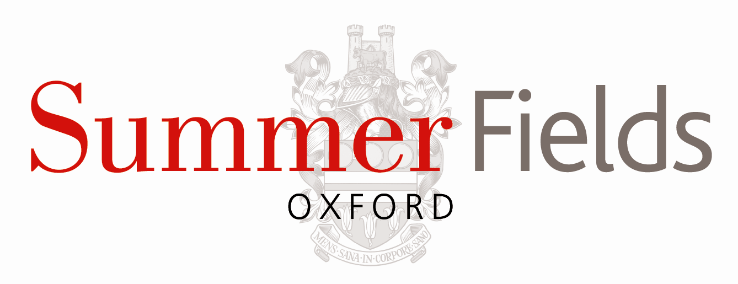 Summer Fields
OXFORD
MENS·SANA·IN·CORPORE·SANO